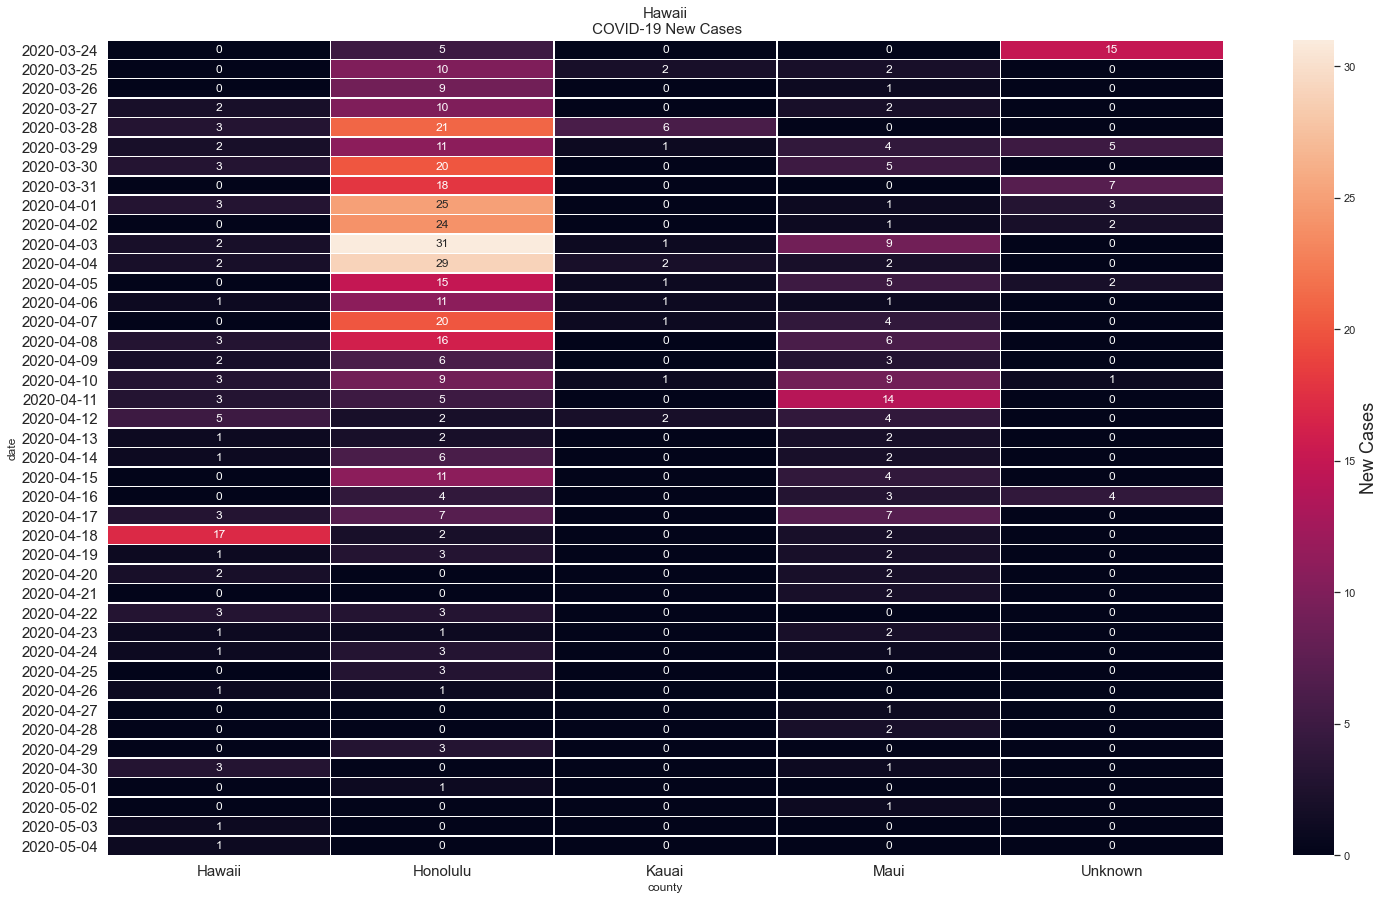 Hawaii
COVID-19 New Cases
2020-03-24 0 5 0 0 15
2020-03-25 0 10 2 2 0
2020-03-26 0 9 0 1 0
2020-03-27 2 10 0 2 0
2020-03-28 3 21 6 0 0
2020-03-29 2 11 1 4 5
2020-03-30 3 20 0 5 0
2020-03-31 0 18 0 0 7
2020-04-01 3 25 0 1 3
2020-04-02 0 24 0 1 2
2020-04-03 2 31 1 9 0
2020-04-04 2 29 2 2 0
2020-04-05 0 15 1 5 2
2020-04-06 1 11 1 1 0
2020-04-07 0 20 1 4 0
2020-04-08 3 16 0 6 0
2020-04-09 2 6 0 3 0
2020-04-10 3 9 1 9 1
2020-04-11 3 5 0 14 0
2020-04-12 5 2 2 4 0
2020-04-13 1 2 0 2 0
2020-04-14 1 6 0 2 0
2020-04-15 0 11 0 4 0
2020-04-16 0 4 0 3 4
2020-04-17 3 7 0 7 0
2020-04-18 17 2 0 2 0
2020-04-19 1 3 0 2 0
2020-04-20 2 0 0 2 0
2020-04-21 0 0 0 2 0
2020-04-22 3 3 0 0 0
2020-04-23 1 1 0 2 0
2020-04-24 1 3 0 1 0
2020-04-25 0 3 0 0 0
2020-04-26 1 1 0 0 0
2020-04-27 0 0 0 1 0
2020-04-28 0 0 0 2 0
2020-04-29 0 3 0 0 0
2020-04-30 3 0 0 1 0
2020-05-01 0 1 0 0 0
2020-05-02 0 0 0 1 0
2020-05-03 1 0 0 0 0
2020-05-04 1 0 0 0 0
Hawaii Honolulu Kauai Maui Unknown
county
date
30
25
20
15
10
5
0
New Cases